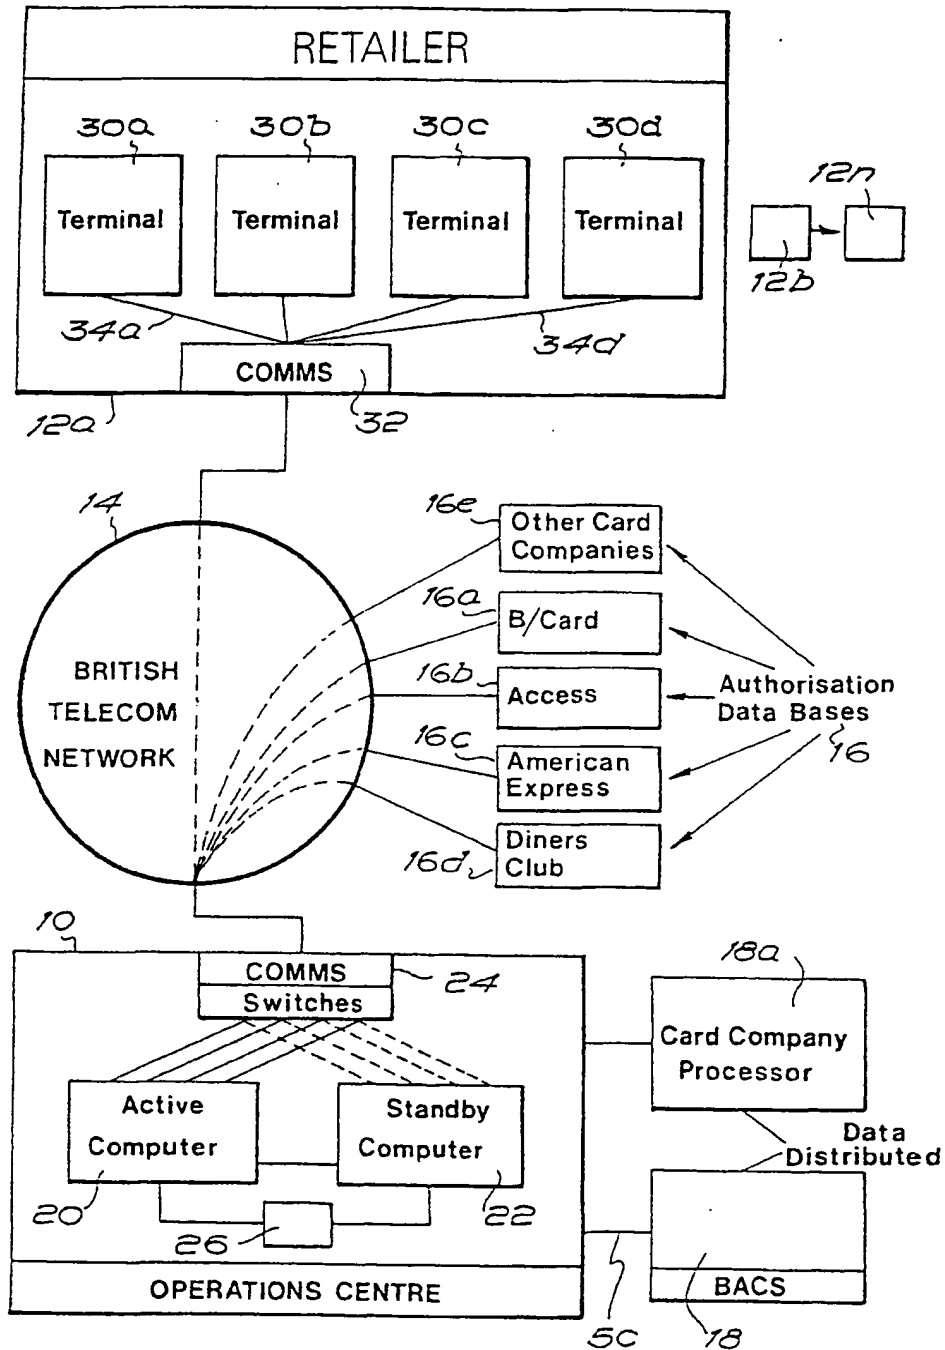 RETAILER
30a
30b
30c
30d
Terminal
Terminal
Terminal
Terminal
12n
12b
34a
34d
COMMS
32
12a
14
BRITISH
TELECOM
NETWORK
16e
Other Card
Companies
16a
B/Card
16b
Access
16c
American
Express
16d
Diners
Club
Authorisation
Data Bases
16
10
COMMS
24
Switches
Active
Computer
20
Standby
Computer
22
26
OPERATIONS CENTRE
18a
Card Company
Processor
Data
Distributed
BACS
5c
18